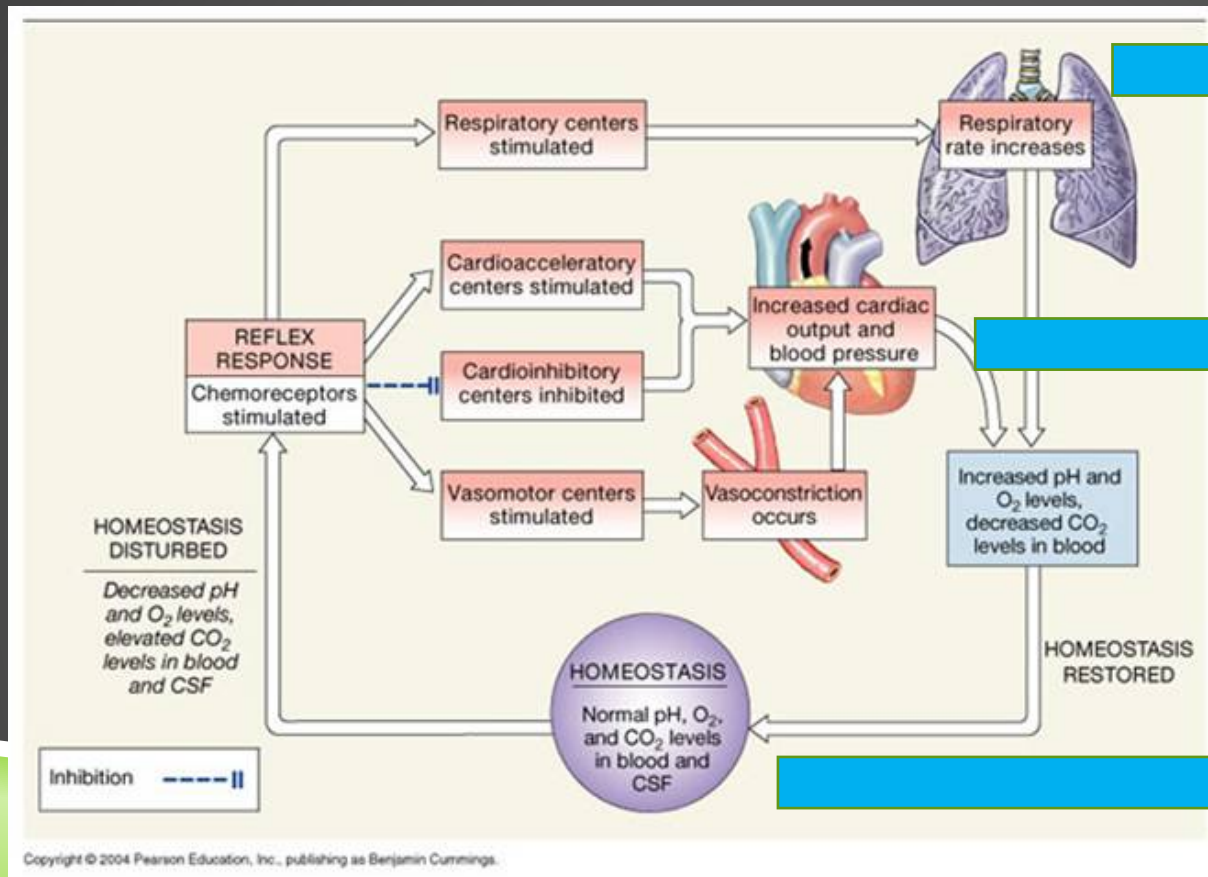 Respiratory centers
stimulated
Respiratory
rate increases
Cardioacceleratory
centers stimulated
Increased cardiac
output and
blood pressure
REFLEX
RESPONSE
Chemoreceptors
stimulated
Cardioinhibitory
centers inhibited
Vasomotor centers
stimulated
Vasoconstriction
occurs
Increased pH and
O₂ levels,
decreased CO₂
levels in blood
HOMEOSTASIS
DISTURBED
Decreased pH
and O₂ levels,
elevated CO₂
levels in blood
and CSF
HOMEOSTASIS
RESTORED
HOMEOSTASIS
Normal pH, O₂,
and CO₂ levels
in blood and
CSF
Inhibition
Copyright © 2004 Pearson Education, Inc., publishing as Benjamin Cummings.